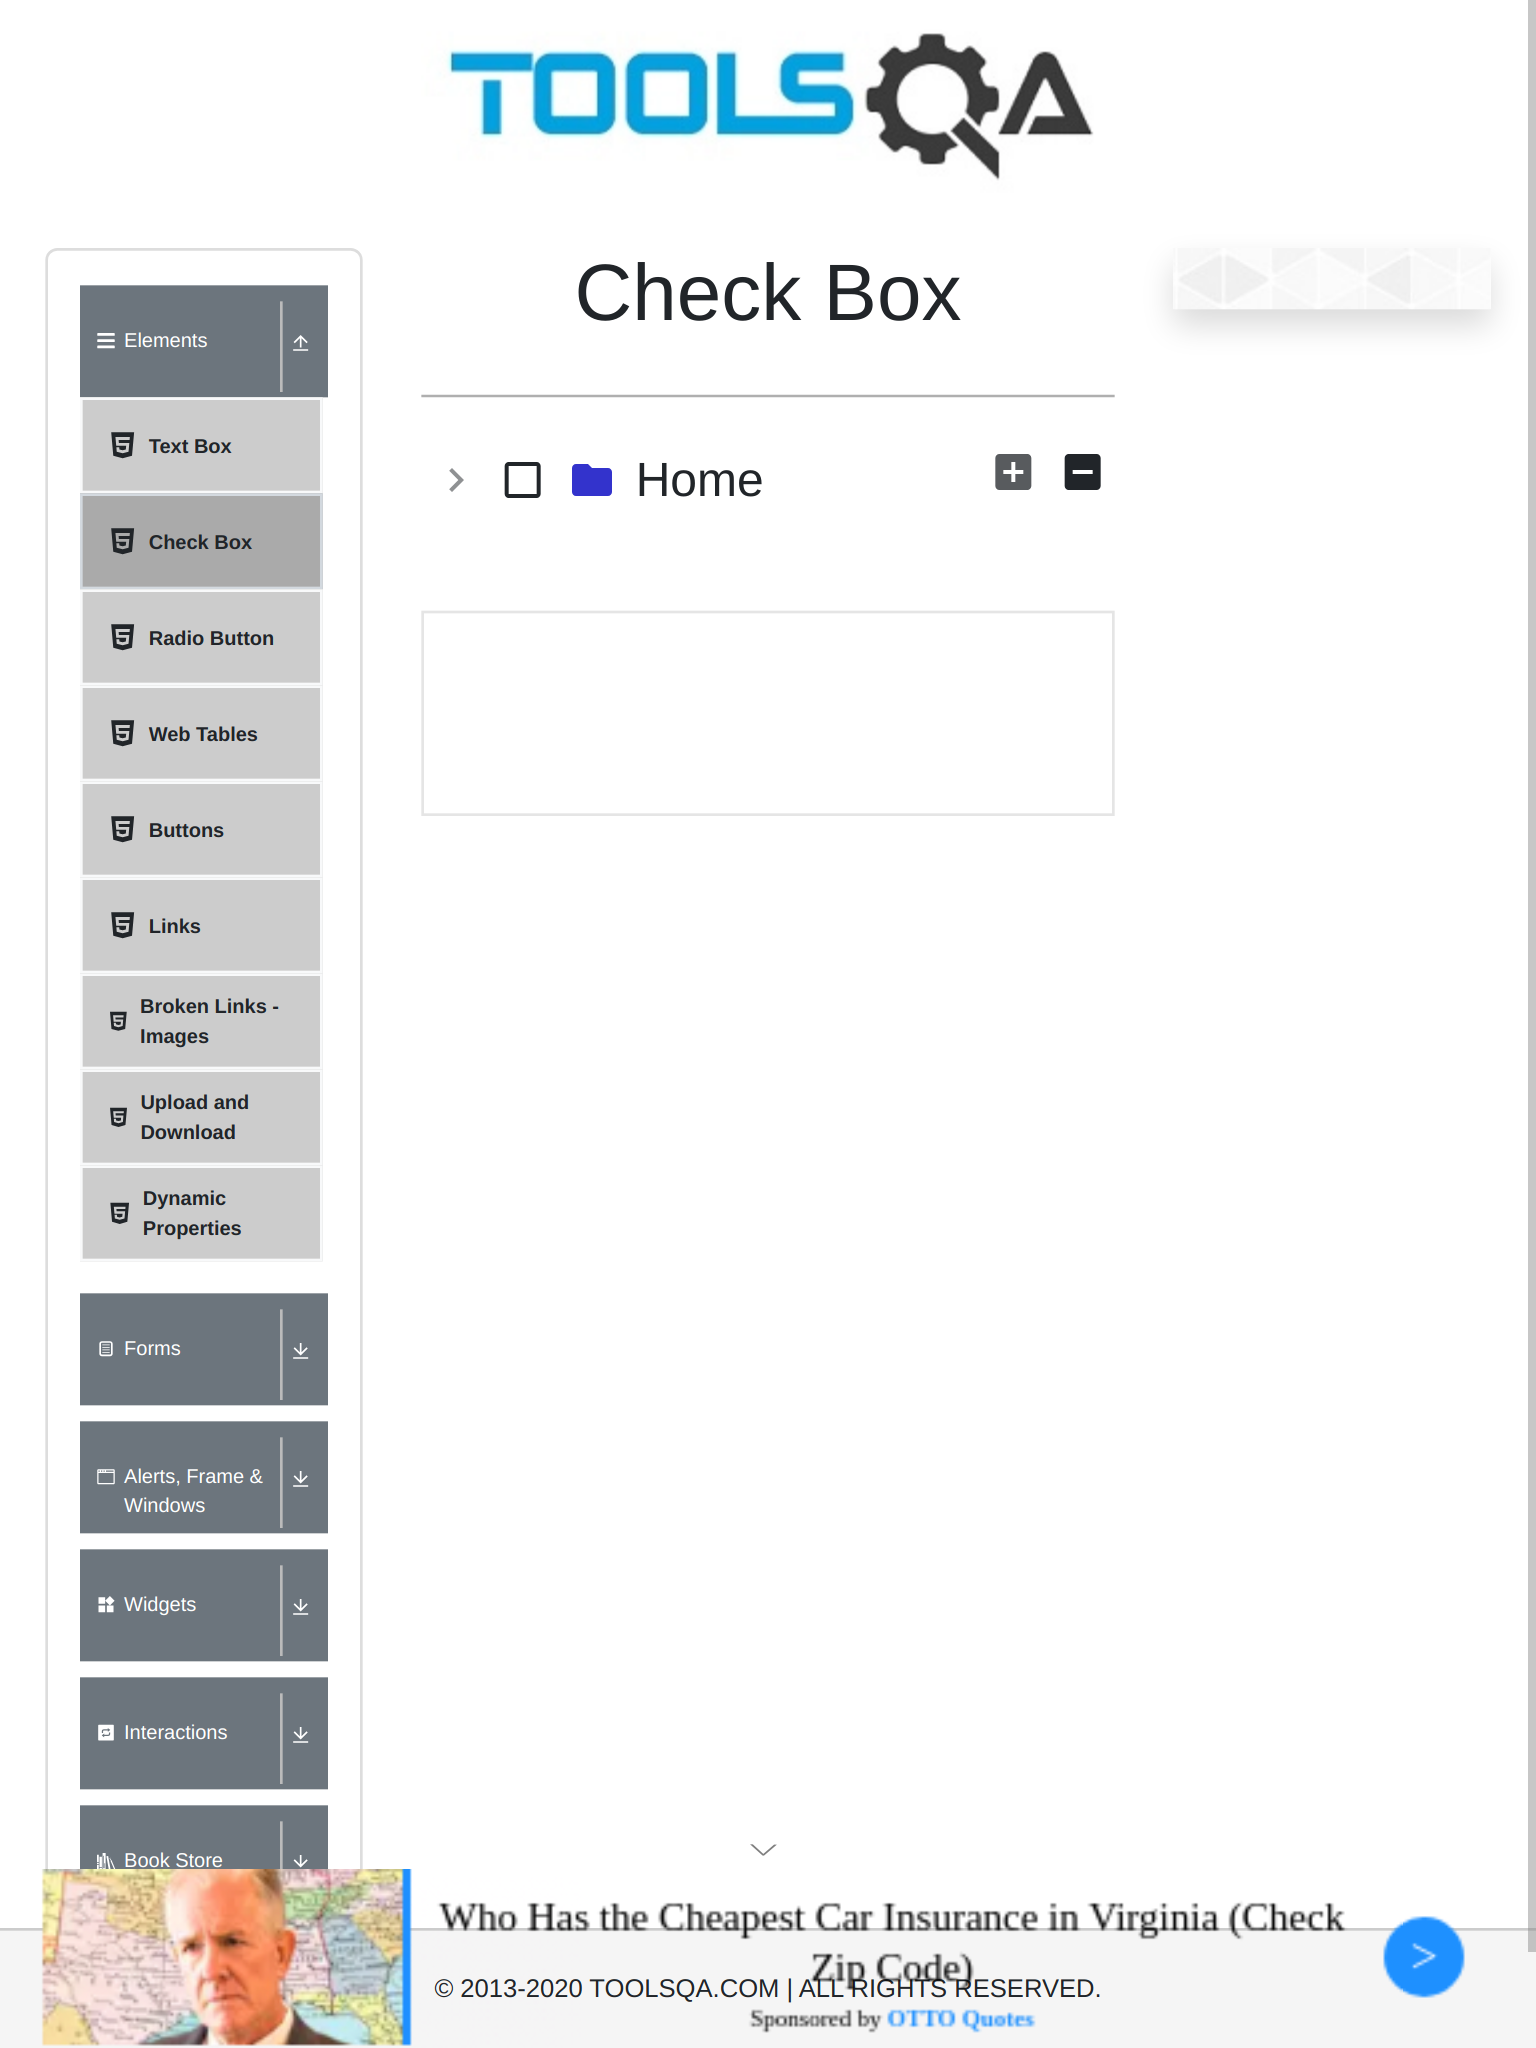 TOOLSQA
Check Box
Elements
Text Box
Check Box
Radio Button
Web Tables
Buttons
Links
Broken Links -
Images
Upload and
Download
Dynamic
Properties
Forms
Alerts, Frame &
Windows
Widgets
Interactions
Book Store
Home
Who Has the Cheapest Car Insurance in Virginia (Check
Zip Code)
© 2013-2020 TOOLSQA.COM | ALL RIGHTS RESERVED.
Sponsored by OTTO Quotes